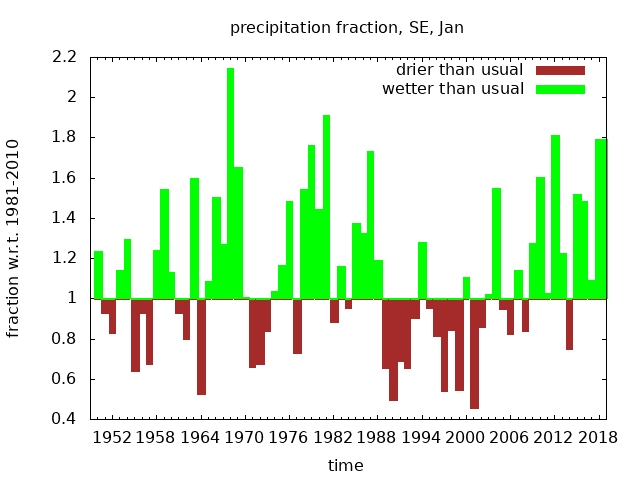 precipitation fraction, SE, Jan
drier than usual
wetter than usual
fraction w.r.t. 1981-2010
2.2
2
1.8
1.6
1.4
1.2
1
0.8
0.6
0.4
1952 1958 1964 1970 1976 1982 1988 1994 2000 2006 2012 2018
time